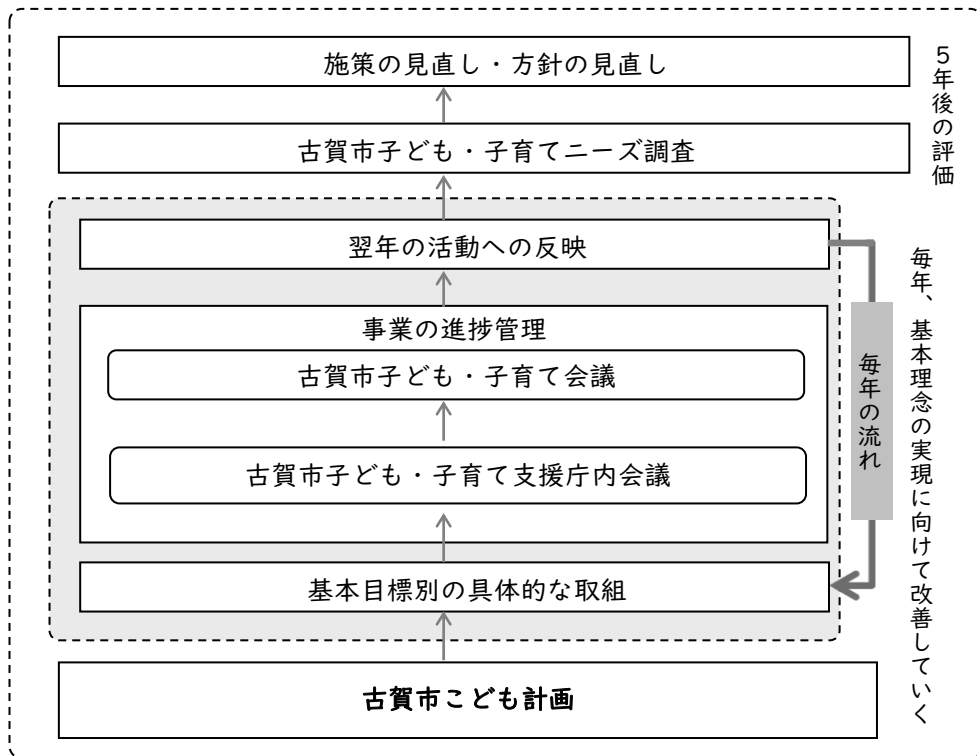 施策の見直し・方針の見直し
古賀市子ども・子育てニーズ調査
５年後の評価
翌年の活動への反映
事業の進捗管理
古賀市子ども・子育て会議
古賀市子ども・子育て支援庁内会議
基本目標別の具体的な取組
毎年の流れ
毎年、基本理念の実現に向けて改善していく
古賀市こども計画